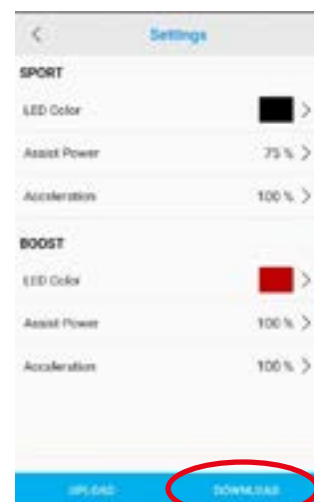 Settings
SPORT
LED Color
Assist Power 75 %
Acceleration 100 %
BOOST
LED Color
Assist Power 100 %
Acceleration 100 %
UPLOAD DOWNLOAD